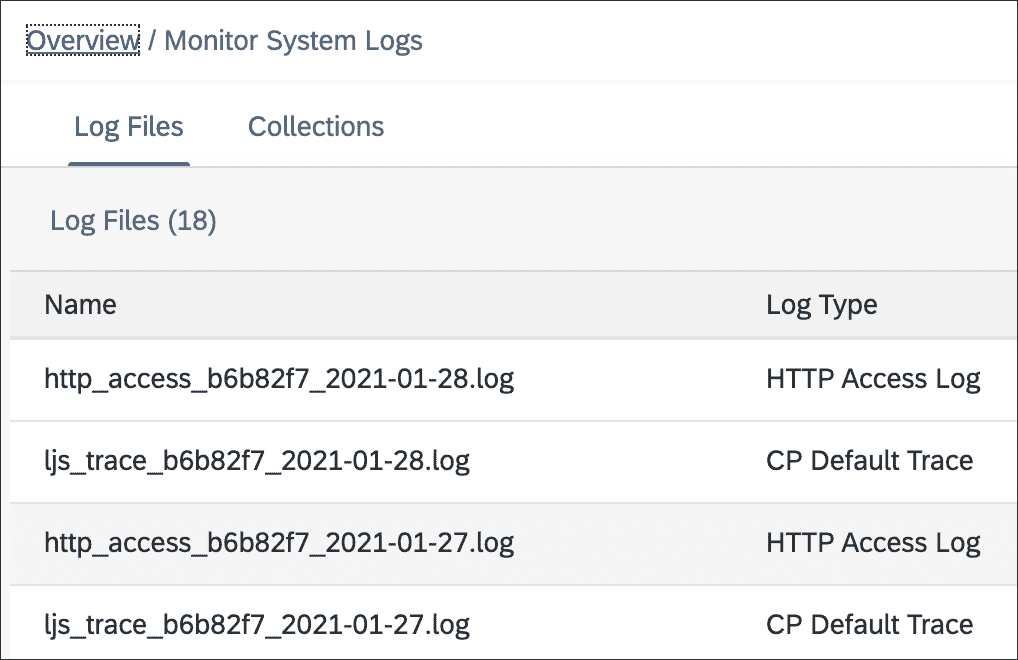 Overview / Monitor System Logs
Log Files Collections
Log Files (18)
Name Log Type
http_access_b6b82f7_2021-01-28.log HTTP Access Log
ljs_trace_b6b82f7_2021-01-28.log CP Default Trace
http_access_b6b82f7_2021-01-27.log HTTP Access Log
ljs_trace_b6b82f7_2021-01-27.log CP Default Trace